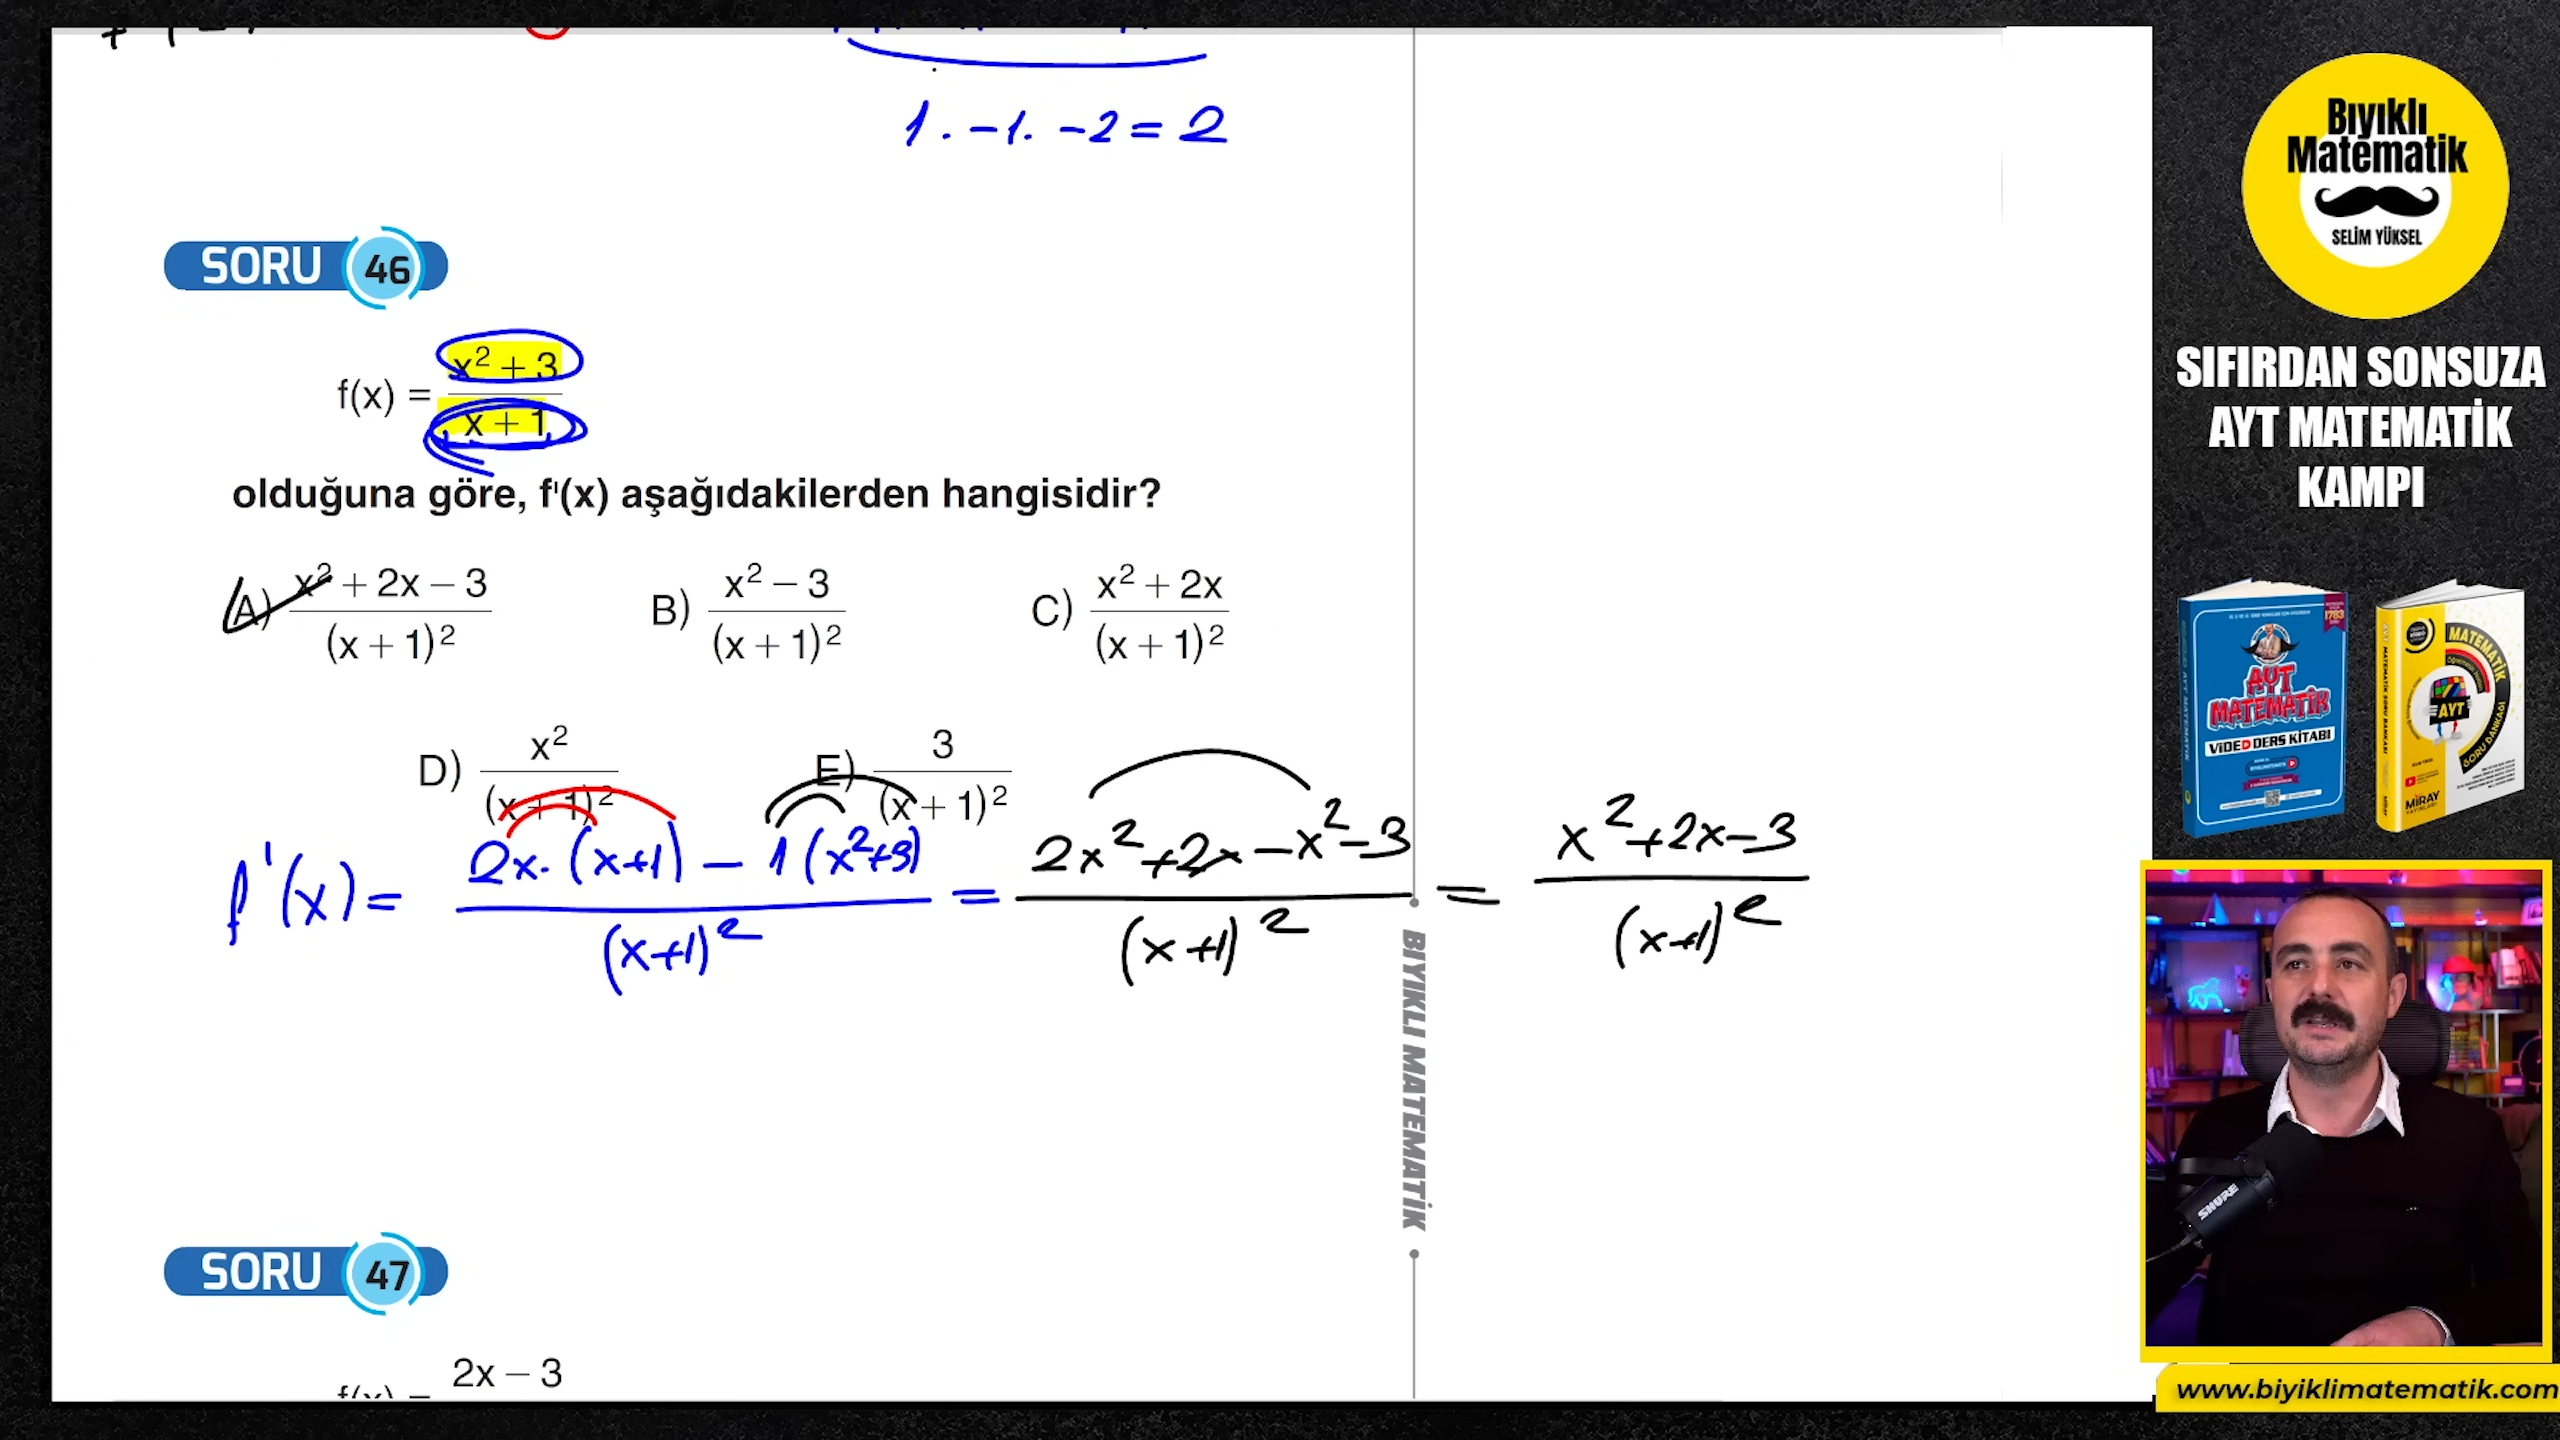 1 . -1. -2 = 2
SORU 46
f(x) = x² + 3 / x + 1
olduğuna göre, f'(x) aşağıdakilerden hangisidir?
A) x² + 2x − 3 / (x + 1)²
B) x² − 3 / (x + 1)²
C) x² + 2x / (x + 1)²
D) x² / (x + 1)²
E) 3 / (x + 1)²
f'(x) = 2x. (x+1) − 1 (x²+3) / (x+1)² = 2x²+2x−x²−3 / (x+1)² = x²+2x−3 / (x+1)²
BIYIKLI MATEMATİK
SORU 47
2x − 3
Bıyıklı
Matematik
SELİM YÜKSEL
SIFIRDAN SONSUZA
AYT MATEMATİK
KAMPI
1783
AYT
MATEMATİK
VİDEO DERS KİTABI
MATEMATİK
AYT
SORU BANKASI
MİRAY
SHURE
www.biyiklimatematik.com